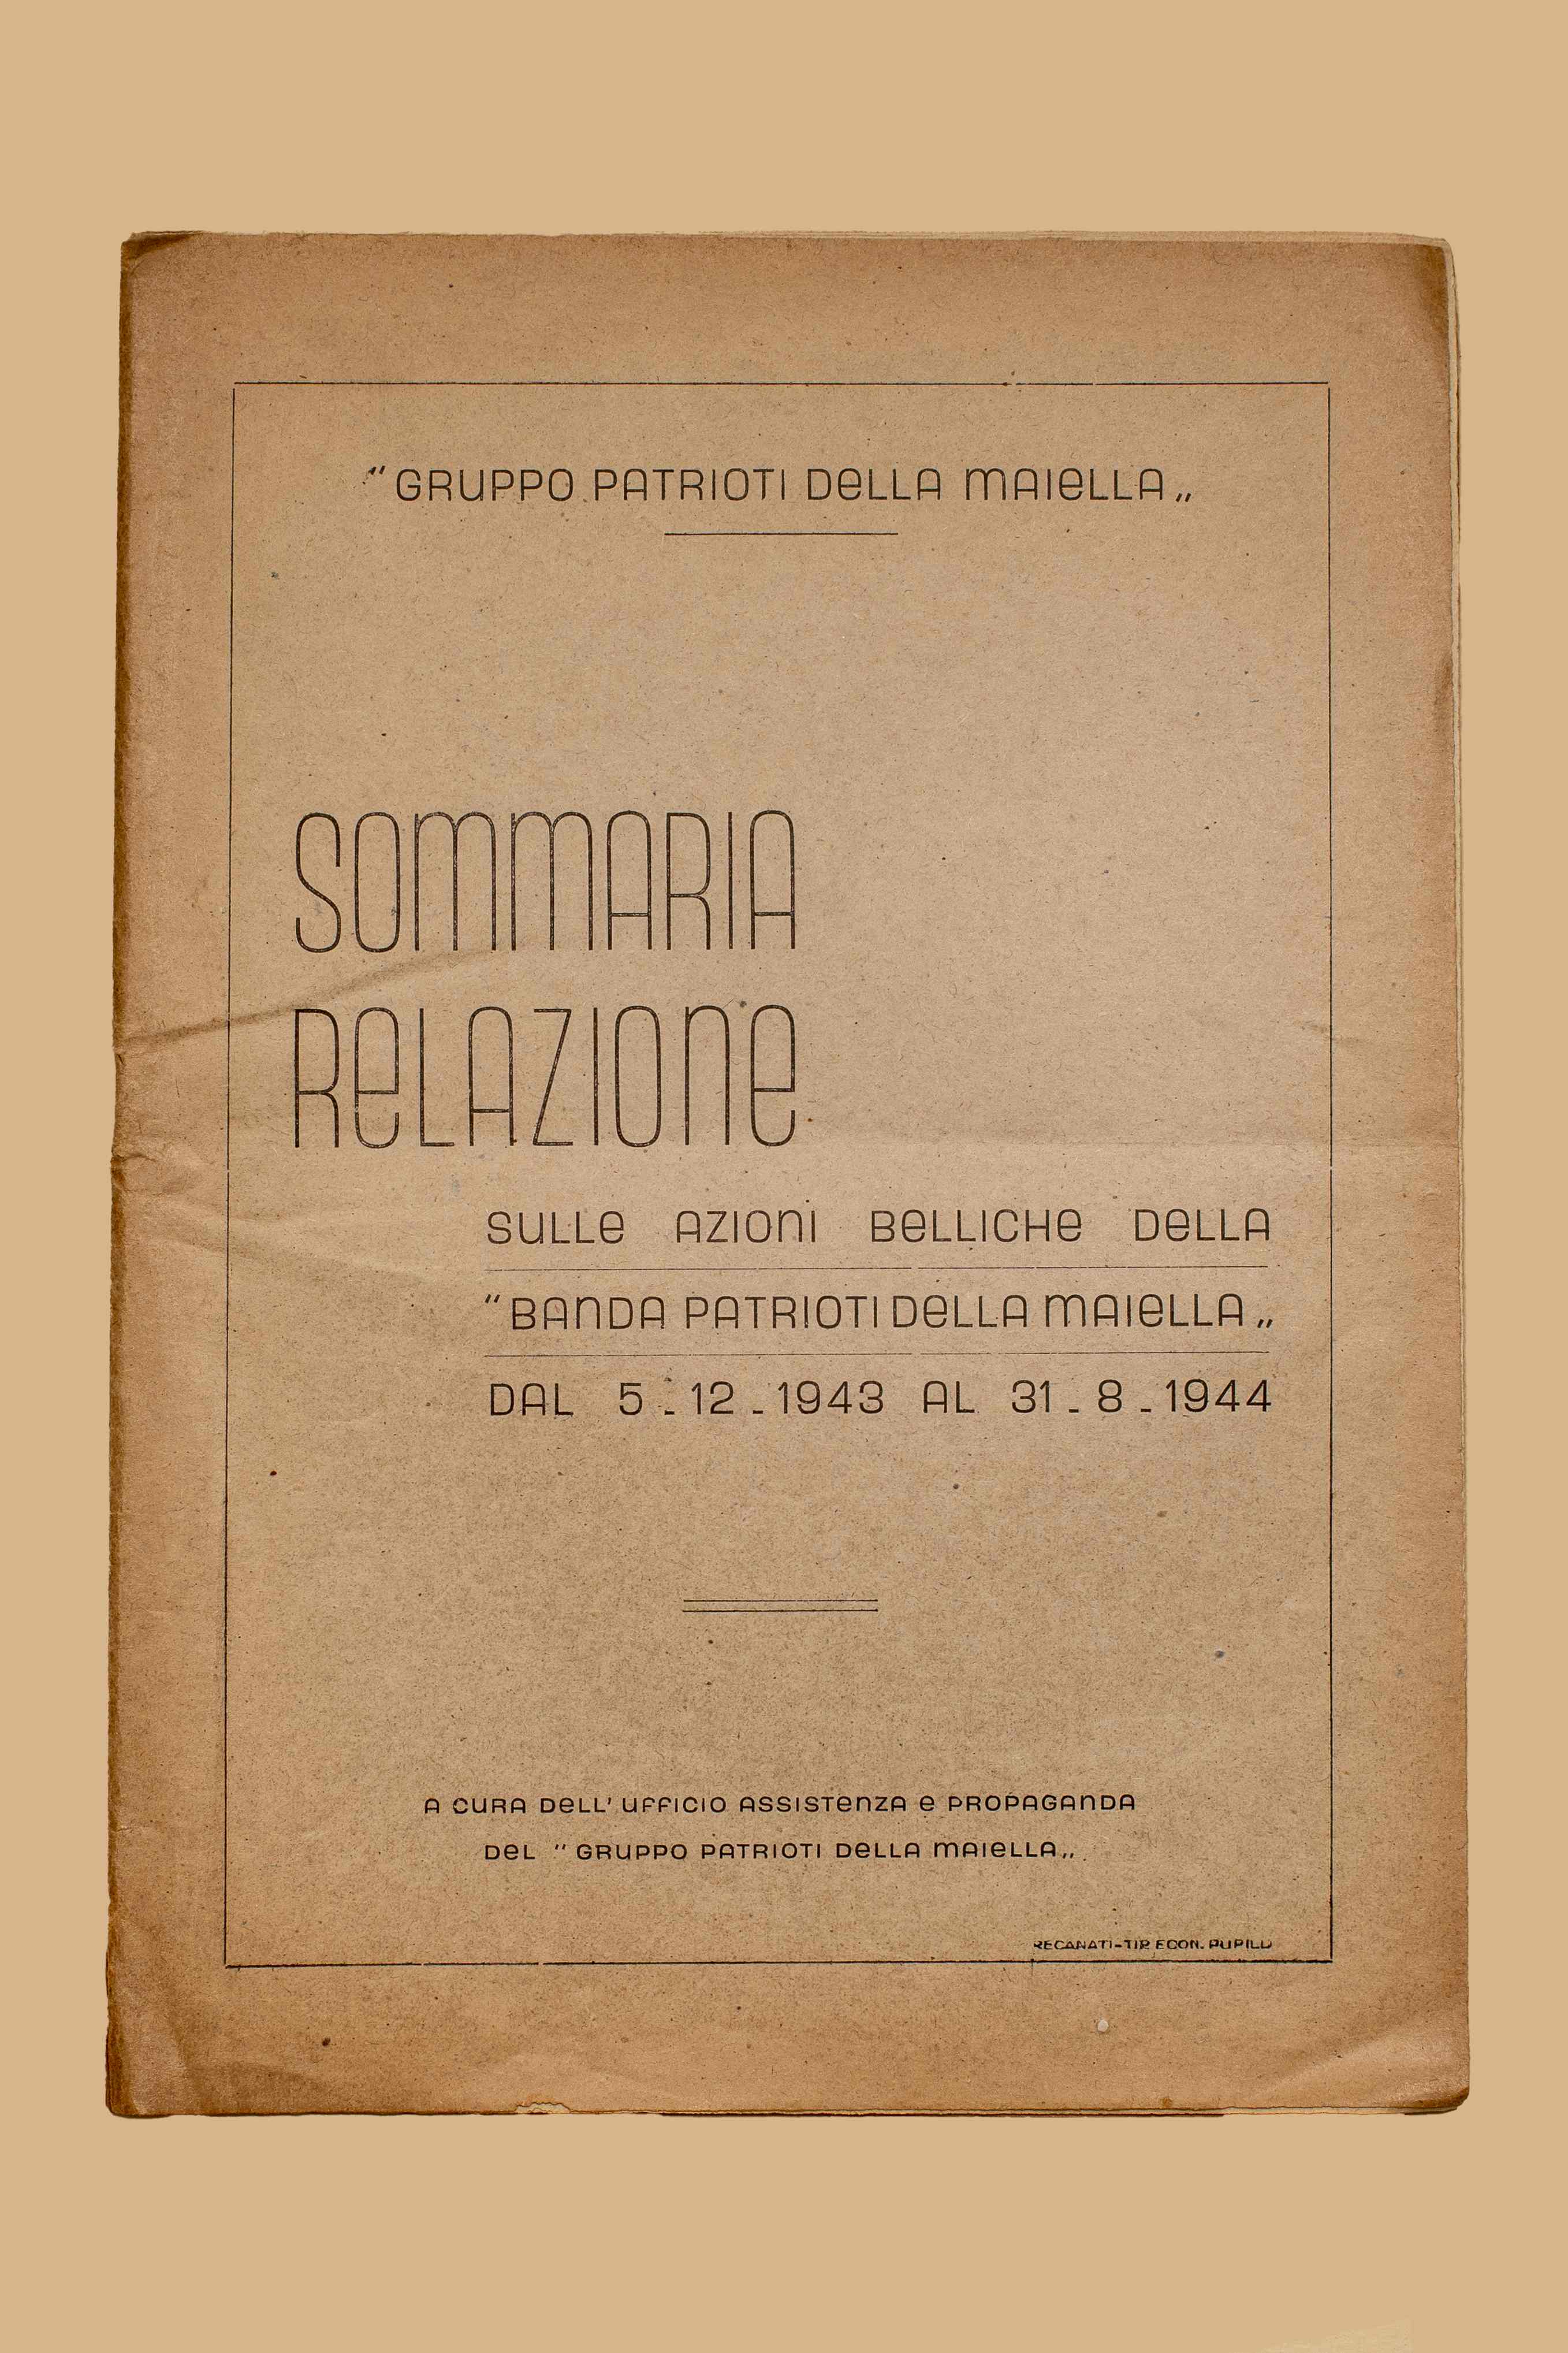 “GRUPPO PATRIOTI DELLA MAIELLA„
SOMMARIA
RELAZIONE
SULLE AZIONI BELLICHE DELLA
“BANDA PATRIOTI DELLA MAIELLA„
DAL 5-12-1943 AL 31-8-1944
A CURA DELL' UFFICIO ASSISTENZA E PROPAGANDA
DEL “GRUPPO PATRIOTI DELLA MAIELLA„
RECANATI-TIP. ECON.